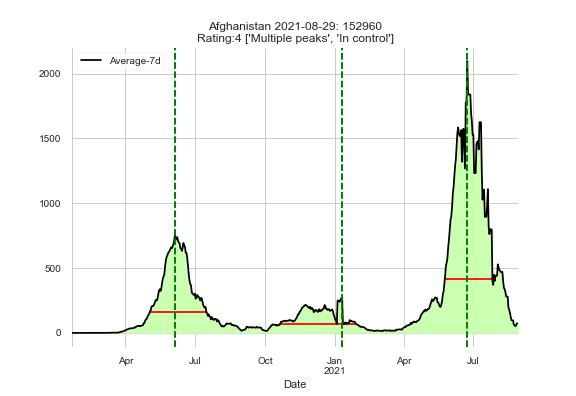 Afghanistan 2021-08-29: 152960
Rating:4 ['Multiple peaks', 'In control']
Average-7d
2000
1500
1000
500
0
Apr Jul Oct Jan Apr Jul
2021
Date